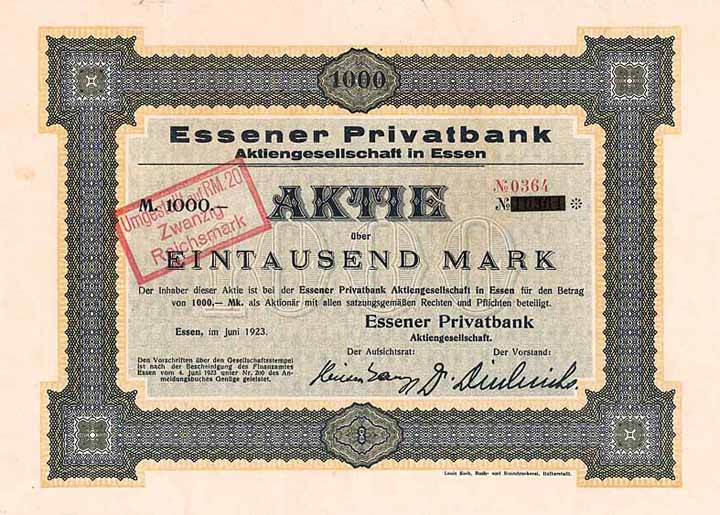 1000
Essener Privatbank
Aktiengesellschaft in Essen
№ 0364
M. 1000.—
AKTIE
№
Umgestellt auf RM. 20
Zwanzig
Reichsmark
über
EINTAUSEND MARK
Der Inhaber dieser Aktie ist bei der Essener Privatbank Aktiengesellschaft in Essen für den Betrag
von 1000,— Mk. als Aktionär mit allen satzungsgemäßen Rechten und Pflichten beteiligt.
Essen, im Juni 1923.
Essener Privatbank
Aktiengesellschaft.
Der Aufsichtsrat:
Der Vorstand:
Den Vorschriften über den Gesellschaftsstempel
ist nach der Bescheinigung des Finanzamtes
Essen vom 4. Juni 1923 unter Nr. 200 des An-
meldungsbuches Genüge geleistet.
Dr.
Louis Koch, Buch- und Steindruckerei, Halberstadt.